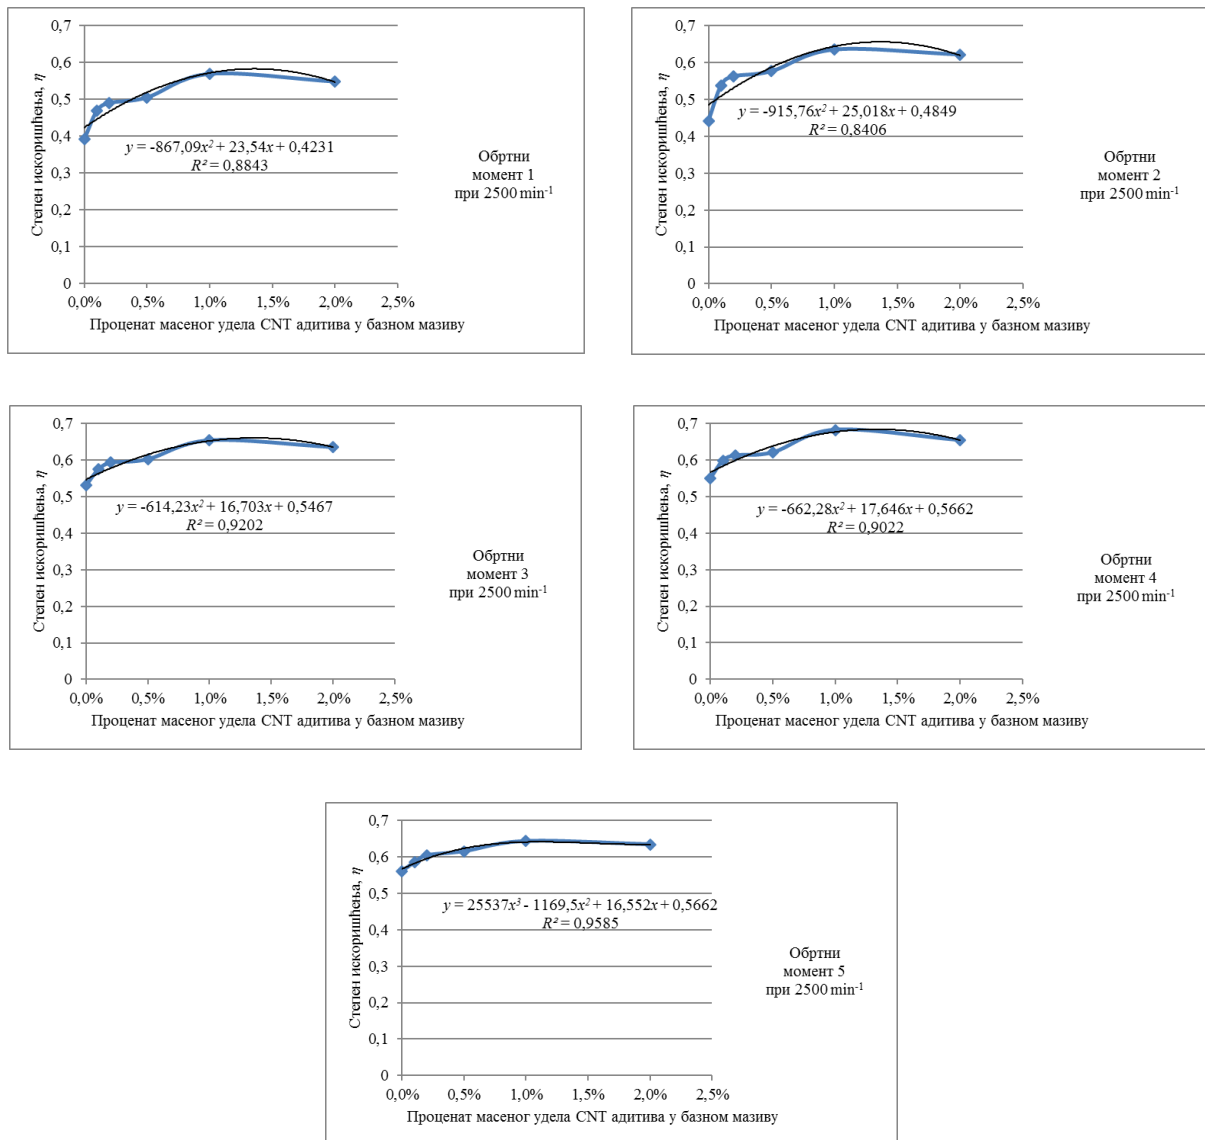 0,7
0,6
0,5
0,4
0,3
0,2
0,1
0
Степен искоришћења, η
y = -867,09x² + 23,54x + 0,4231
R² = 0,8843
0,0% 0,5% 1,0% 1,5% 2,0% 2,5%
Проценат масеног удела CNT адитива у базном мазиву
Обртни
момент 1
при 2500 min⁻¹
0,7
0,6
0,5
0,4
0,3
0,2
0,1
0
Степен искоришћења, η
y = -915,76x² + 25,018x + 0,4849
R² = 0,8406
0,0% 0,5% 1,0% 1,5% 2,0% 2,5%
Проценат масеног удела CNT адитива у базном мазиву
Обртни
момент 2
при 2500 min⁻¹
0,7
0,6
0,5
0,4
0,3
0,2
0,1
0
Степен искоришћења, η
y = -614,23x² + 16,703x + 0,5467
R² = 0,9202
0,0% 0,5% 1,0% 1,5% 2,0% 2,5%
Проценат масеног удела CNT адитива у базном мазиву
Обртни
момент 3
при 2500 min⁻¹
0,7
0,6
0,5
0,4
0,3
0,2
0,1
0
Степен искоришћења, η
y = -662,28x² + 17,646x + 0,5662
R² = 0,9022
0,0% 0,5% 1,0% 1,5% 2,0% 2,5%
Проценат масеног удела CNT адитива у базном мазиву
Обртни
момент 4
при 2500 min⁻¹
0,7
0,6
0,5
0,4
0,3
0,2
0,1
0
Степен искоришћења, η
y = 25537x³ - 1169,5x² + 16,552x + 0,5662
R² = 0,9585
0,0% 0,5% 1,0% 1,5% 2,0% 2,5%
Проценат масеног удела CNT адитива у базном мазиву
Обртни
момент 5
при 2500 min⁻¹